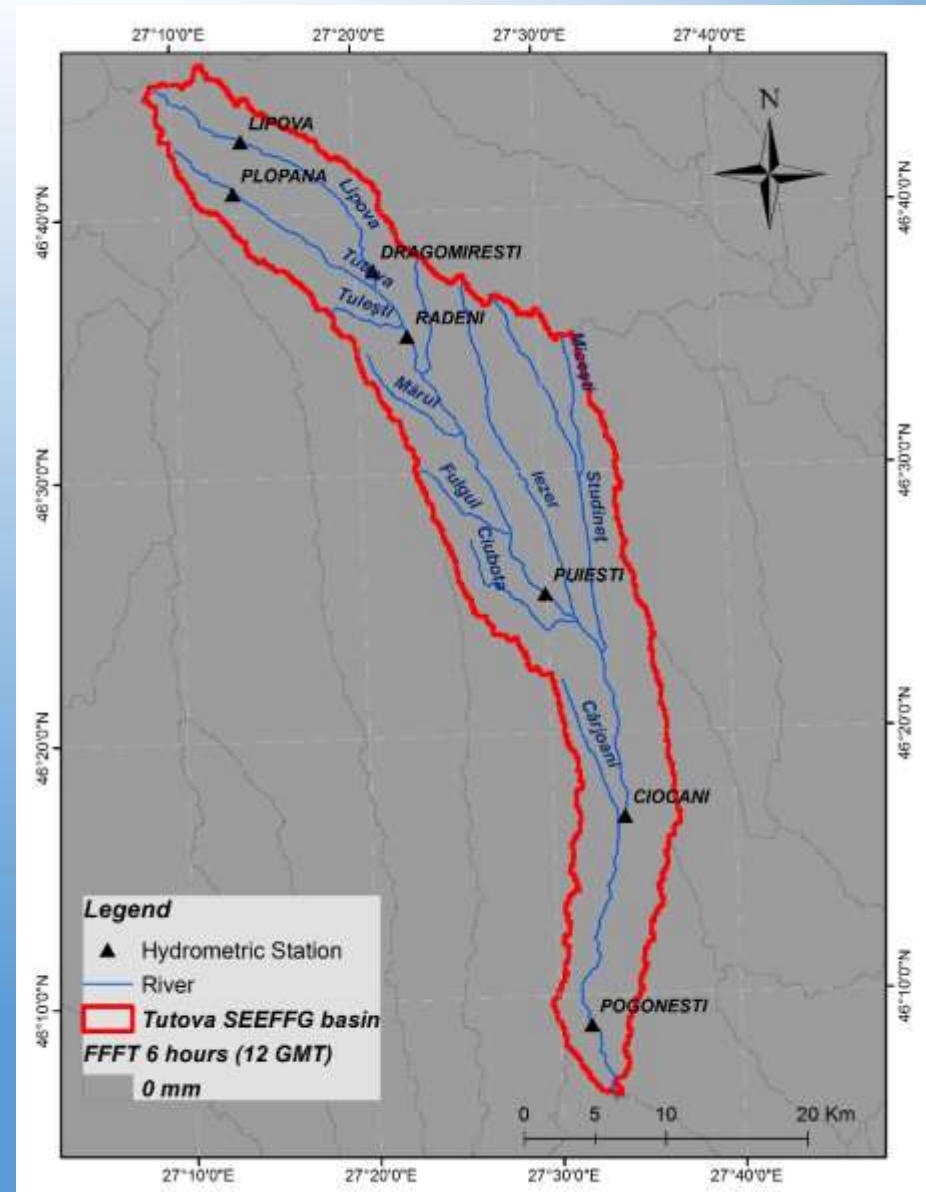 27°10'0"E
27°20'0"E
27°30'0"E
27°40'0"E
N
LIPOVA
PLOPANA
Lipova
46°40'0"N
46°40'0"N
DRAGOMIRESTI
Tutova
Tulești
RADENI
Micești
Mărul
46°30'0"N
46°30'0"N
Fulgul
Iezer
Studineț
Ciubota
PUIESTI
46°20'0"N
46°20'0"N
Cârjoani
CIOCANI
Legend
Hydrometric Station
River
Tutova SEEFFG basin
FFFT 6 hours (12 GMT)
0 mm
46°10'0"N
46°10'0"N
POGONESTI
0 5 10 20 Km
27°10'0"E
27°20'0"E
27°30'0"E
27°40'0"E